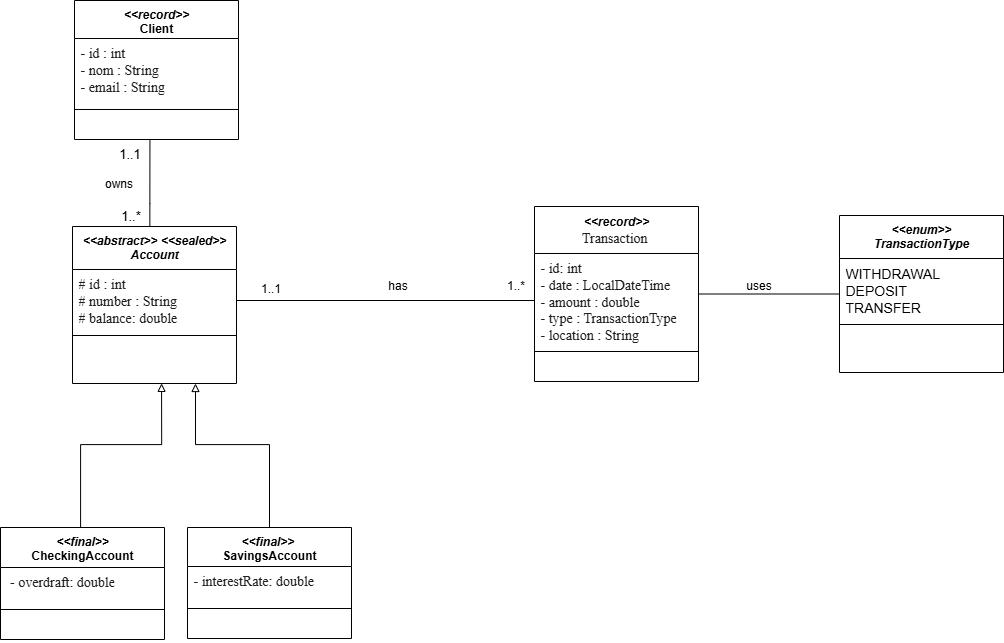 <<record>>
Client
- id : int
- nom : String
- email : String
1..1
owns
1..*
<<abstract>> <<sealed>>
Account
# id : int
# number : String
# balance: double
1..1
has
1..*
<<record>>
Transaction
- id: int
- date : LocalDateTime
- amount : double
- type : TransactionType
- location : String
uses
<<enum>>
TransactionType
WITHDRAWAL
DEPOSIT
TRANSFER
<<final>>
CheckingAccount
- overdraft: double
<<final>>
SavingsAccount
- interestRate: double